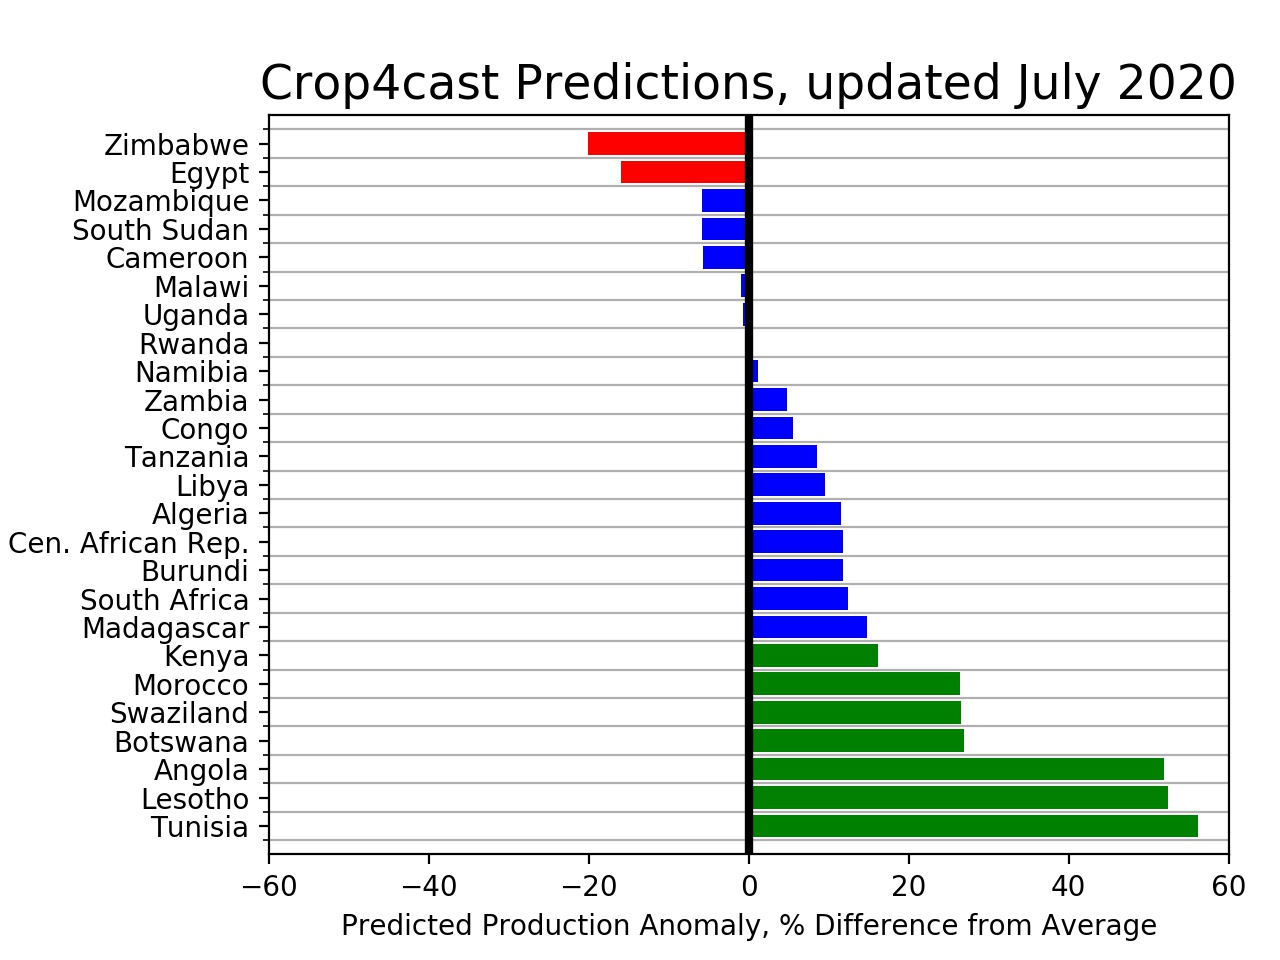 Crop4cast Predictions, updated July 2020
Zimbabwe
Egypt
Mozambique
South Sudan
Cameroon
Malawi
Uganda
Rwanda
Namibia
Zambia
Congo
Tanzania
Libya
Algeria
Cen. African Rep.
Burundi
South Africa
Madagascar
Kenya
Morocco
Swaziland
Botswana
Angola
Lesotho
Tunisia
−60 −40 −20 0 20 40 60
Predicted Production Anomaly, % Difference from Average